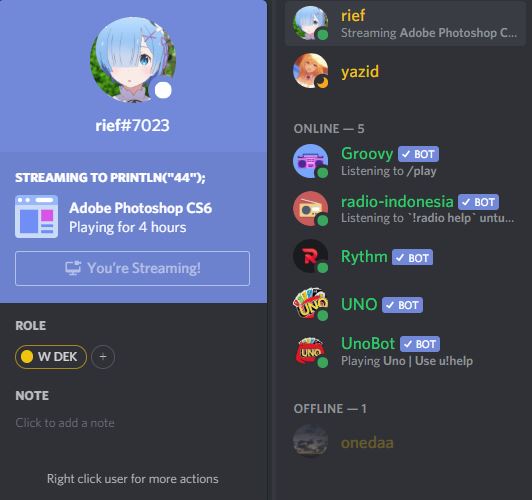 rief#7023
STREAMING TO PRINTLN("44");
Adobe Photoshop CS6
Playing for 4 hours
You're Streaming!
ROLE
W DEK
+
NOTE
Click to add a note
Right click user for more actions
rief
Streaming Adobe Photoshop C...
yazid
ONLINE — 5
Groovy BOT
Listening to /play
radio-indonesia BOT
Listening to `!radio help` untu...
Rythm BOT
UNO BOT
UNO
UnoBot BOT
Playing Uno | Use u!help
UNO
OFFLINE — 1
onedaa